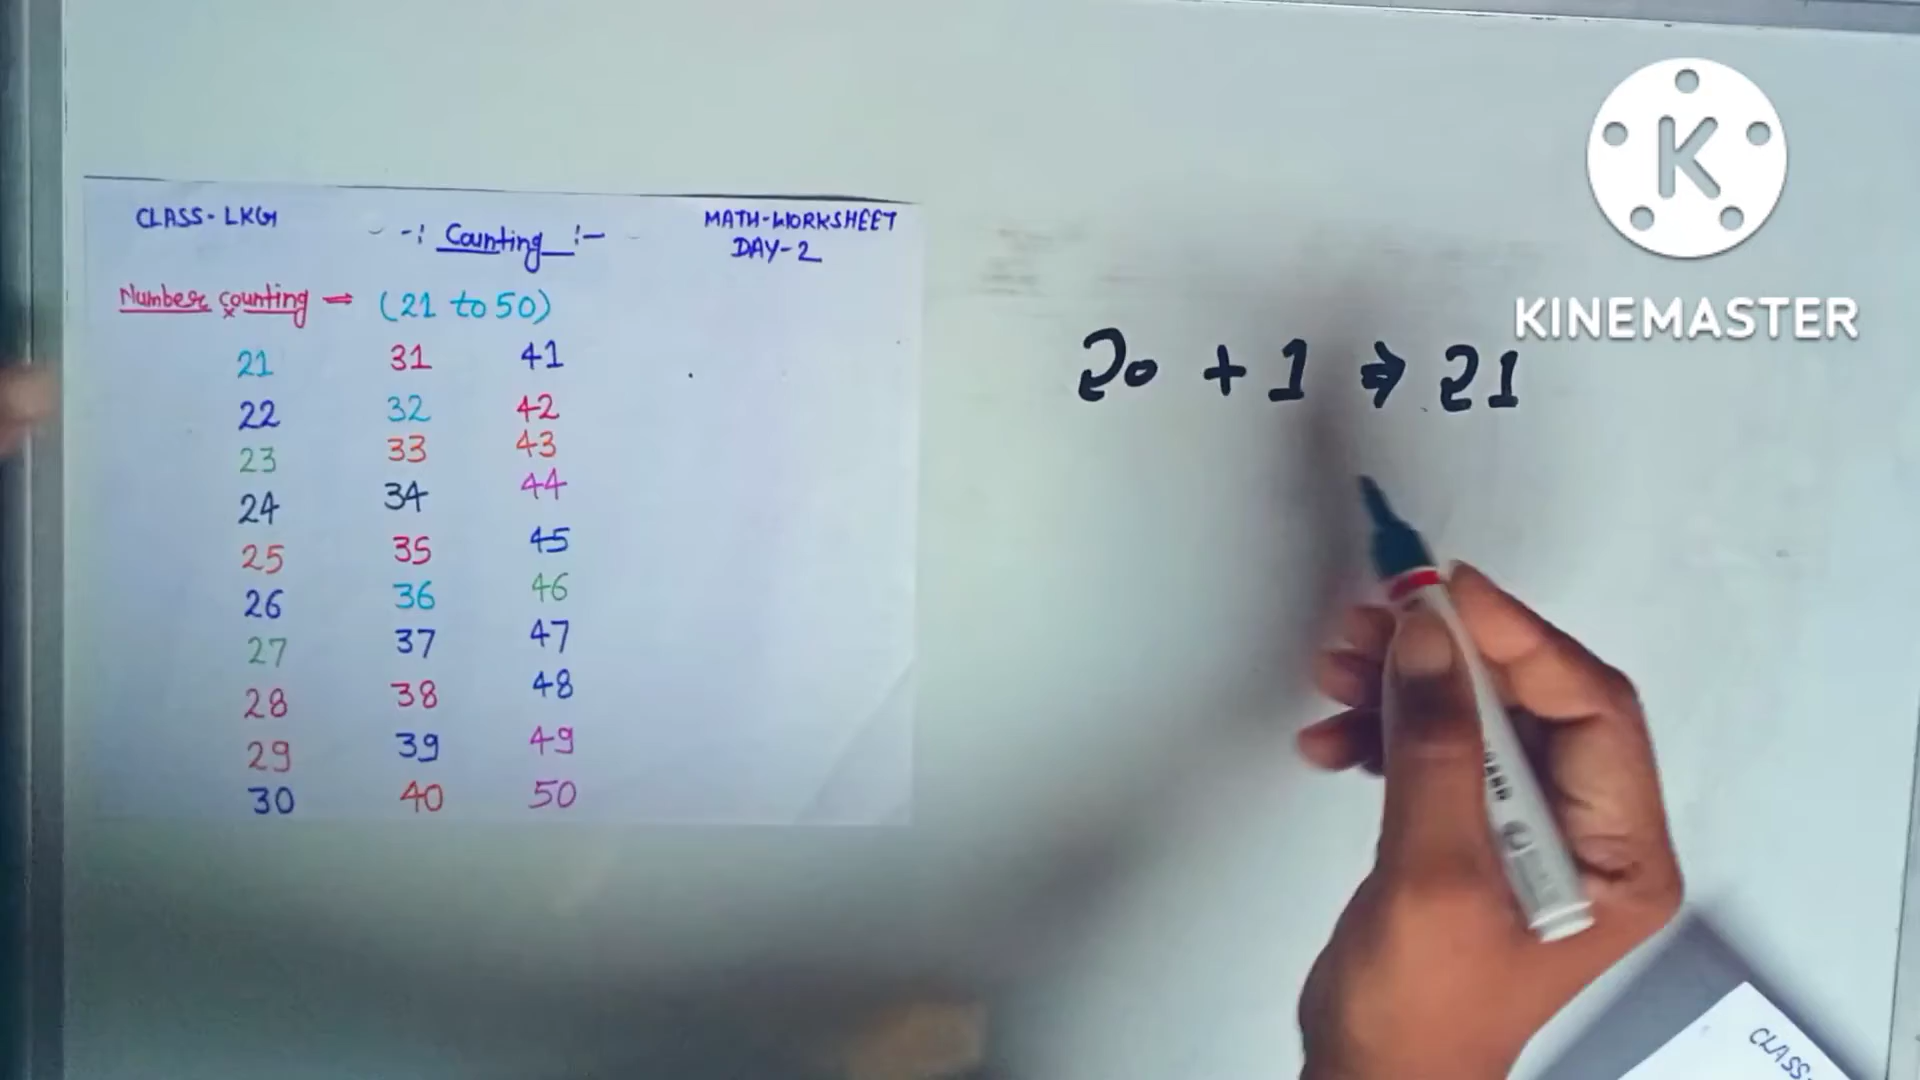 CLASS- LKG
-: Counting :-
MATH-WORKSHEET
DAY-2
Number counting ⇒ (21 to 50)
21 31 41
22 32 42
23 33 43
24 34 44
25 35 45
26 36 46
27 37 47
28 38 48
29 39 49
30 40 50
20 + 1 ⇒ 21
K
KINEMASTER
CLASS-